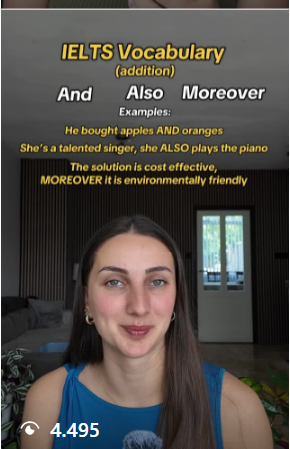 IELTS Vocabulary
(addition)
And Also Moreover
Examples:
He bought apples AND oranges
She's a talented singer, she ALSO plays the piano
The solution is cost effective,
MOREOVER it is environmentally friendly
4.495